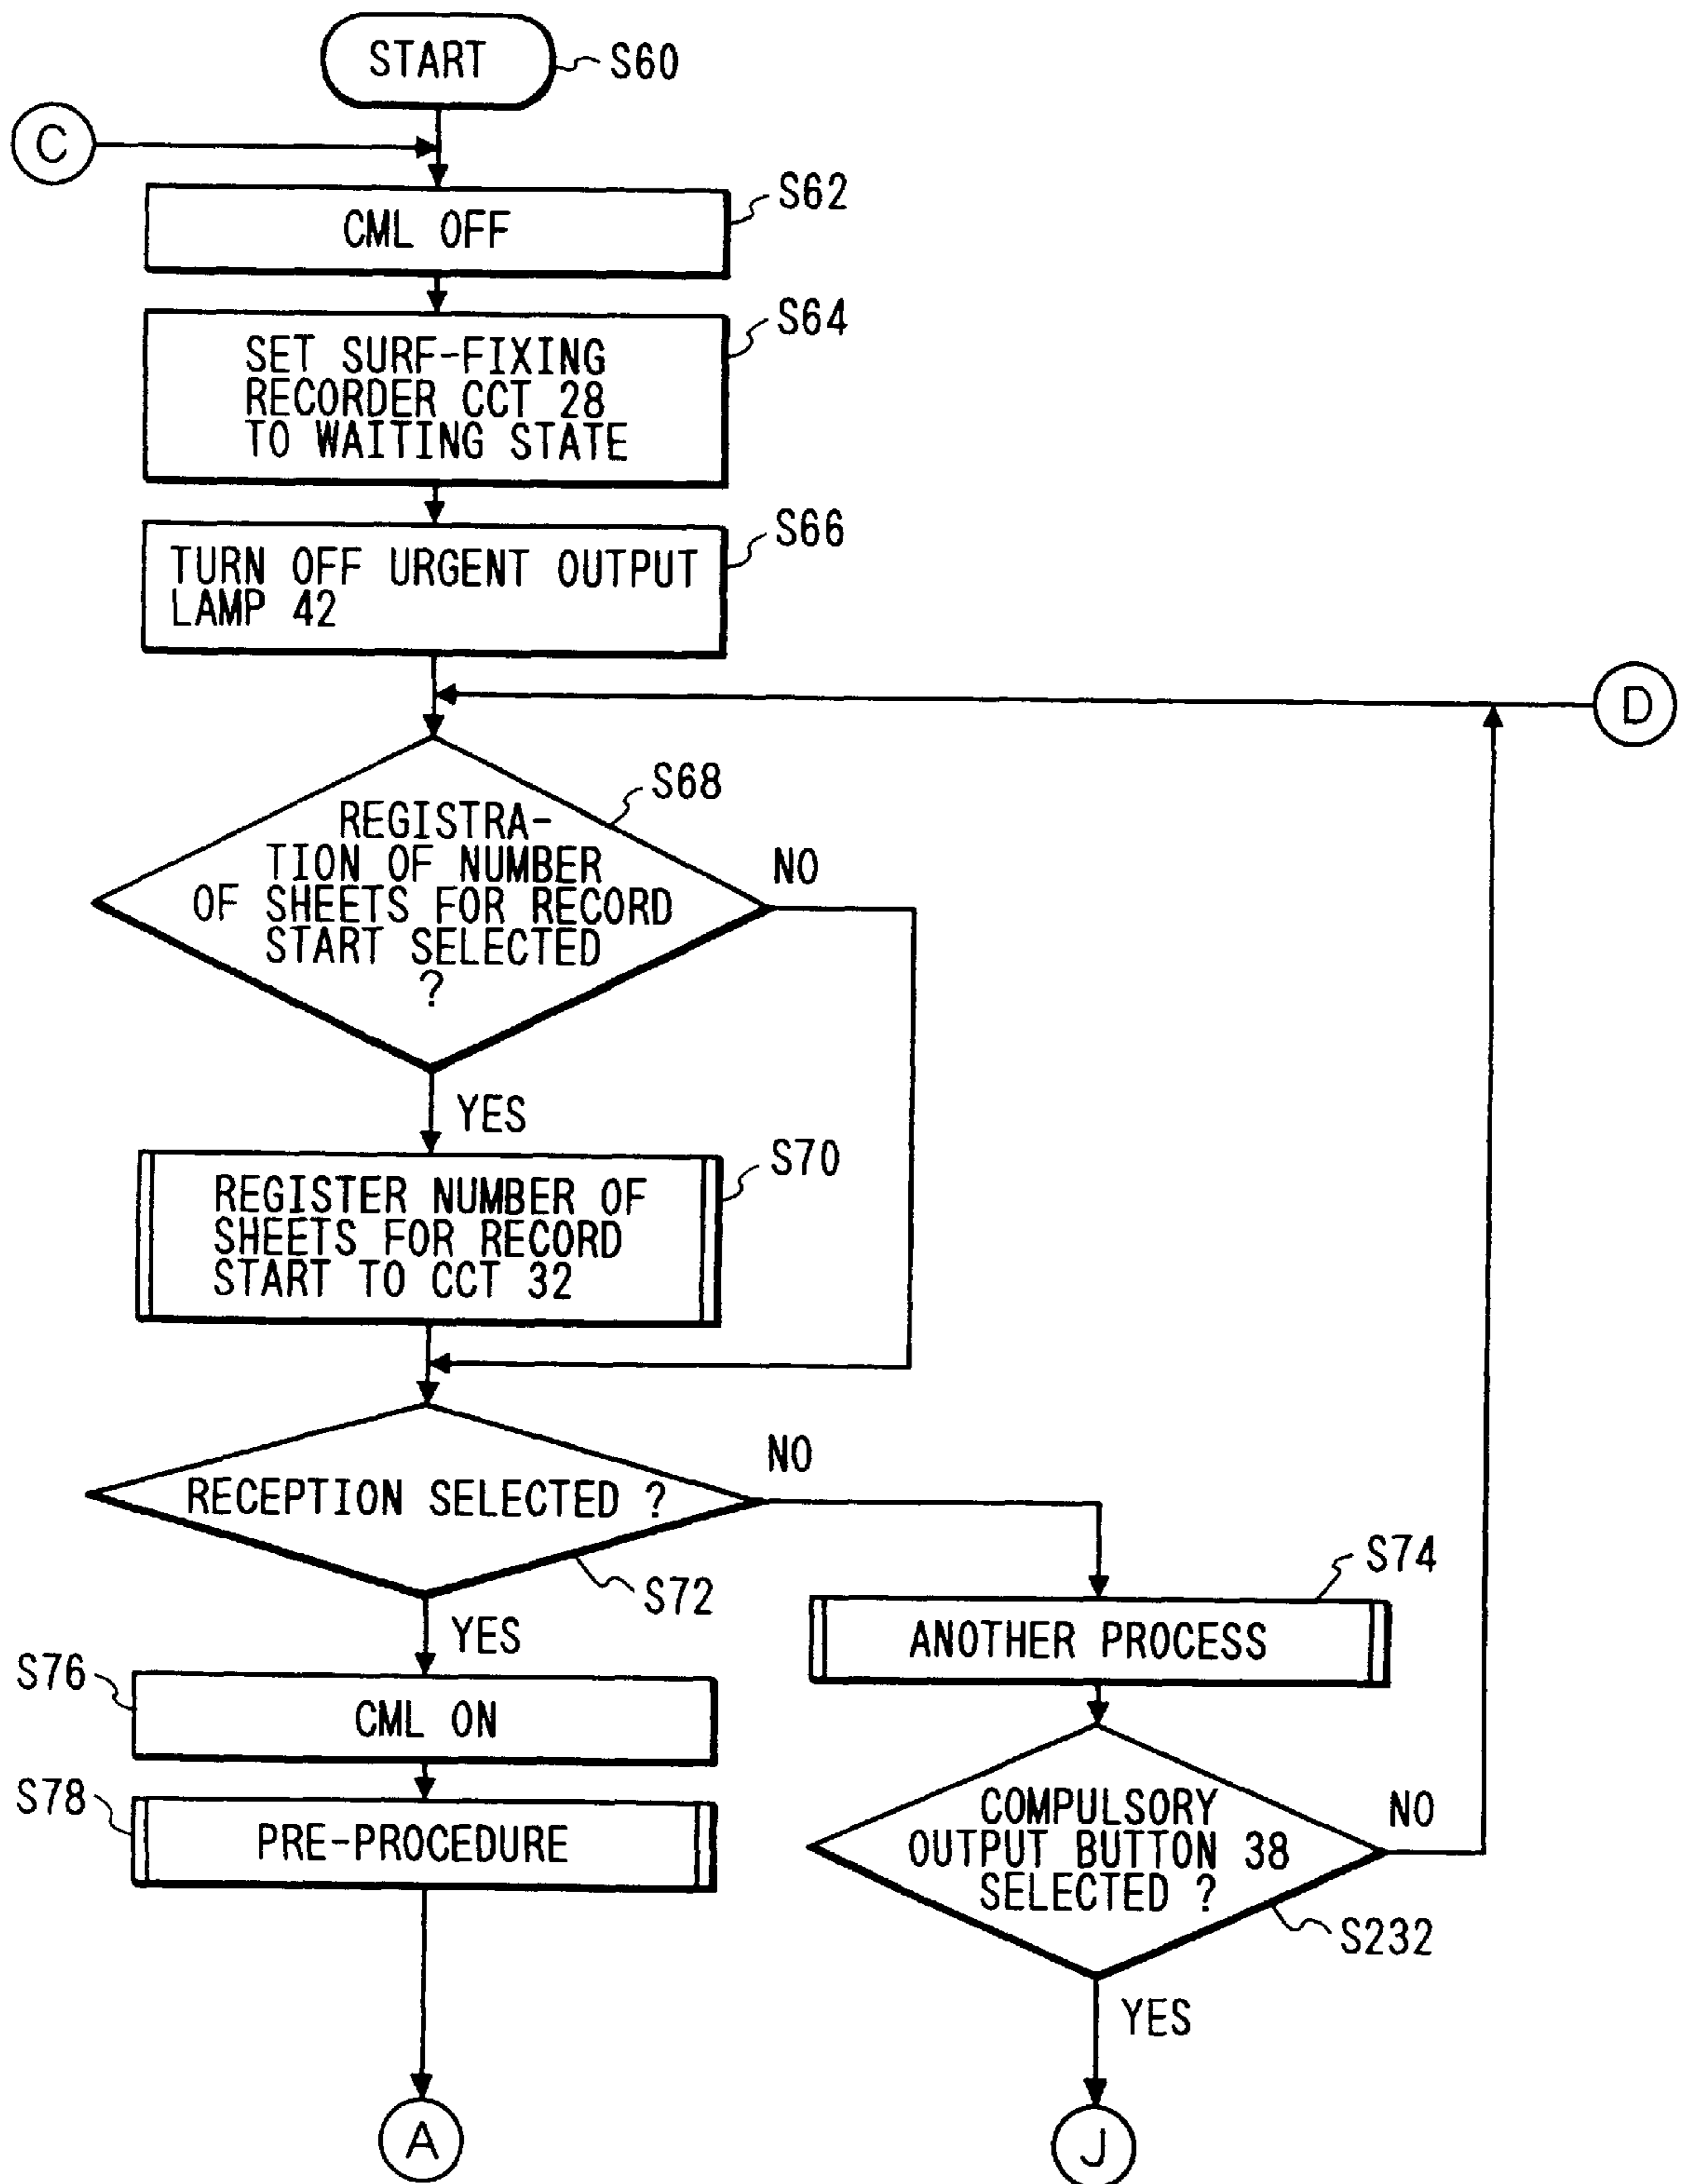 START
S60
C
CML OFF
S62
SET SURF-FIXING
RECORDER CCT 28
TO WAITING STATE
S64
TURN OFF URGENT OUTPUT
LAMP 42
S66
D
S68
REGISTRA-
TION OF NUMBER
OF SHEETS FOR RECORD
START SELECTED
?
NO
YES
REGISTER NUMBER OF
SHEETS FOR RECORD
START TO CCT 32
S70
RECEPTION SELECTED ?
NO
S72
YES
S74
ANOTHER PROCESS
S76
CML ON
S78
PRE-PROCEDURE
COMPULSORY
OUTPUT BUTTON 38
SELECTED ?
NO
S232
YES
A
J